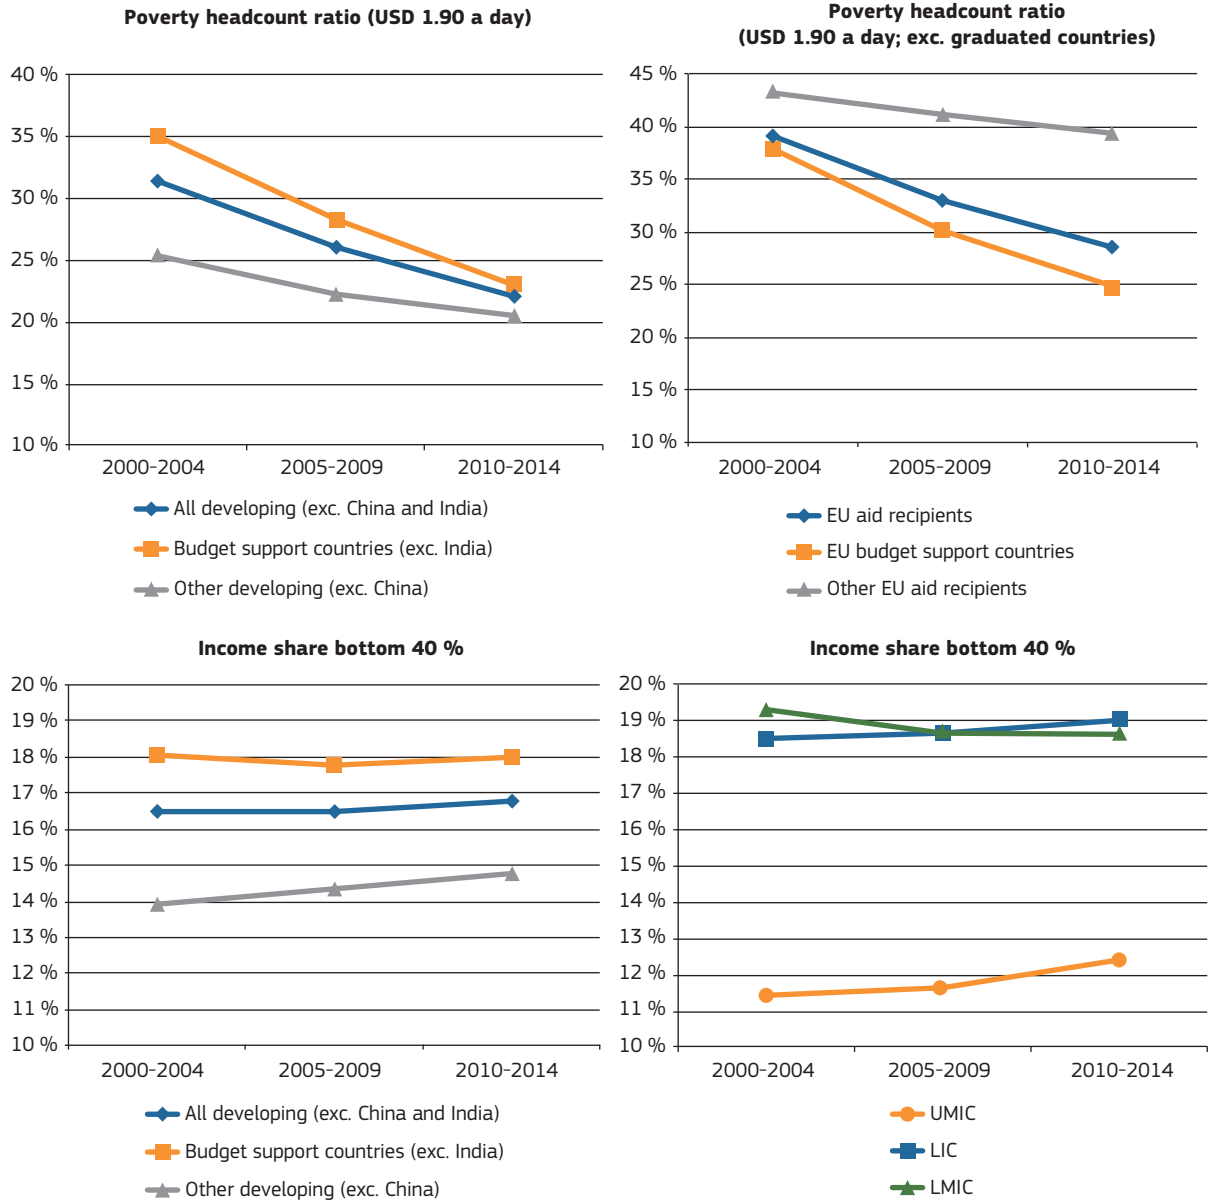 Poverty headcount ratio (USD 1.90 a day)
40 %
35 %
30 %
25 %
20 %
15 %
10 %
2000-2004 2005-2009 2010-2014
All developing (exc. China and India)
Budget support countries (exc. India)
Other developing (exc. China)
Poverty headcount ratio
(USD 1.90 a day; exc. graduated countries)
45 %
40 %
35 %
30 %
25 %
20 %
15 %
10 %
2000-2004 2005-2009 2010-2014
EU aid recipients
EU budget support countries
Other EU aid recipients
Income share bottom 40 %
20 %
19 %
18 %
17 %
16 %
15 %
14 %
13 %
12 %
11 %
10 %
2000-2004 2005-2009 2010-2014
All developing (exc. China and India)
Budget support countries (exc. India)
Other developing (exc. China)
Income share bottom 40 %
20 %
19 %
18 %
17 %
16 %
15 %
14 %
13 %
12 %
11 %
10 %
2000-2004 2005-2009 2010-2014
UMIC
LIC
LMIC